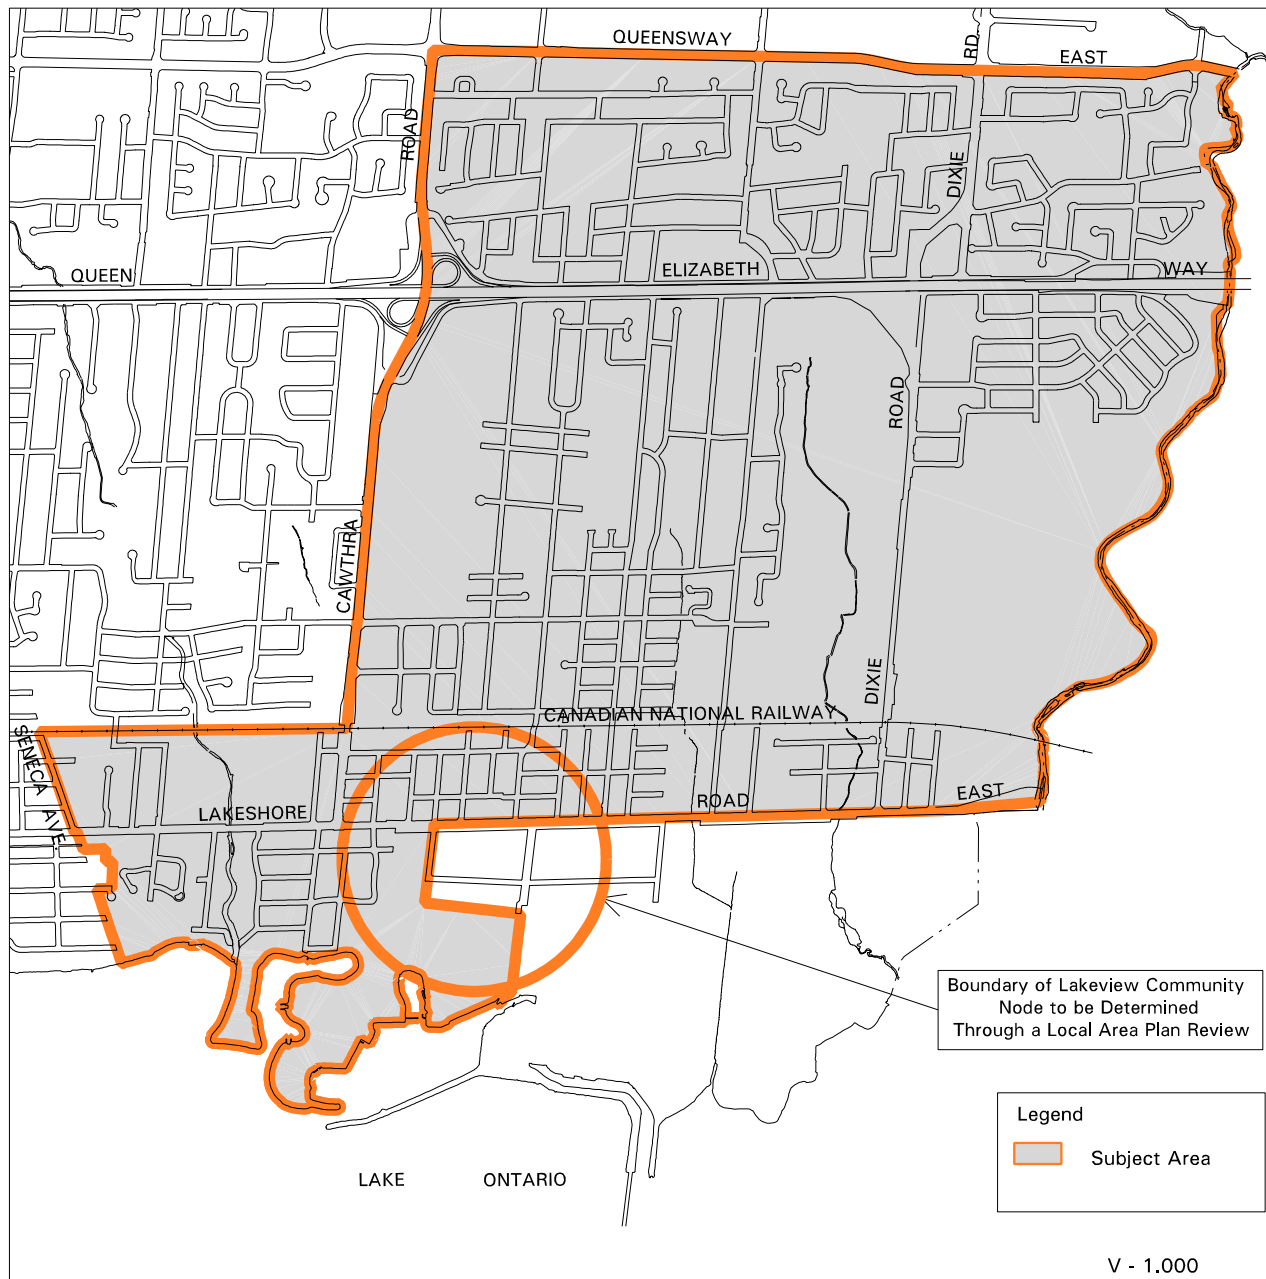 QUEENSWAY
RD.
EAST
ROAD
DIXIE
QUEEN
ELIZABETH
WAY
ROAD
CAWTHRA
DIXIE
CANADIAN NATIONAL RAILWAY
SENECA AVE.
LAKESHORE
ROAD
EAST
Boundary of Lakeview Community
Node to be Determined
Through a Local Area Plan Review
Legend
Subject Area
LAKE ONTARIO
V - 1.000